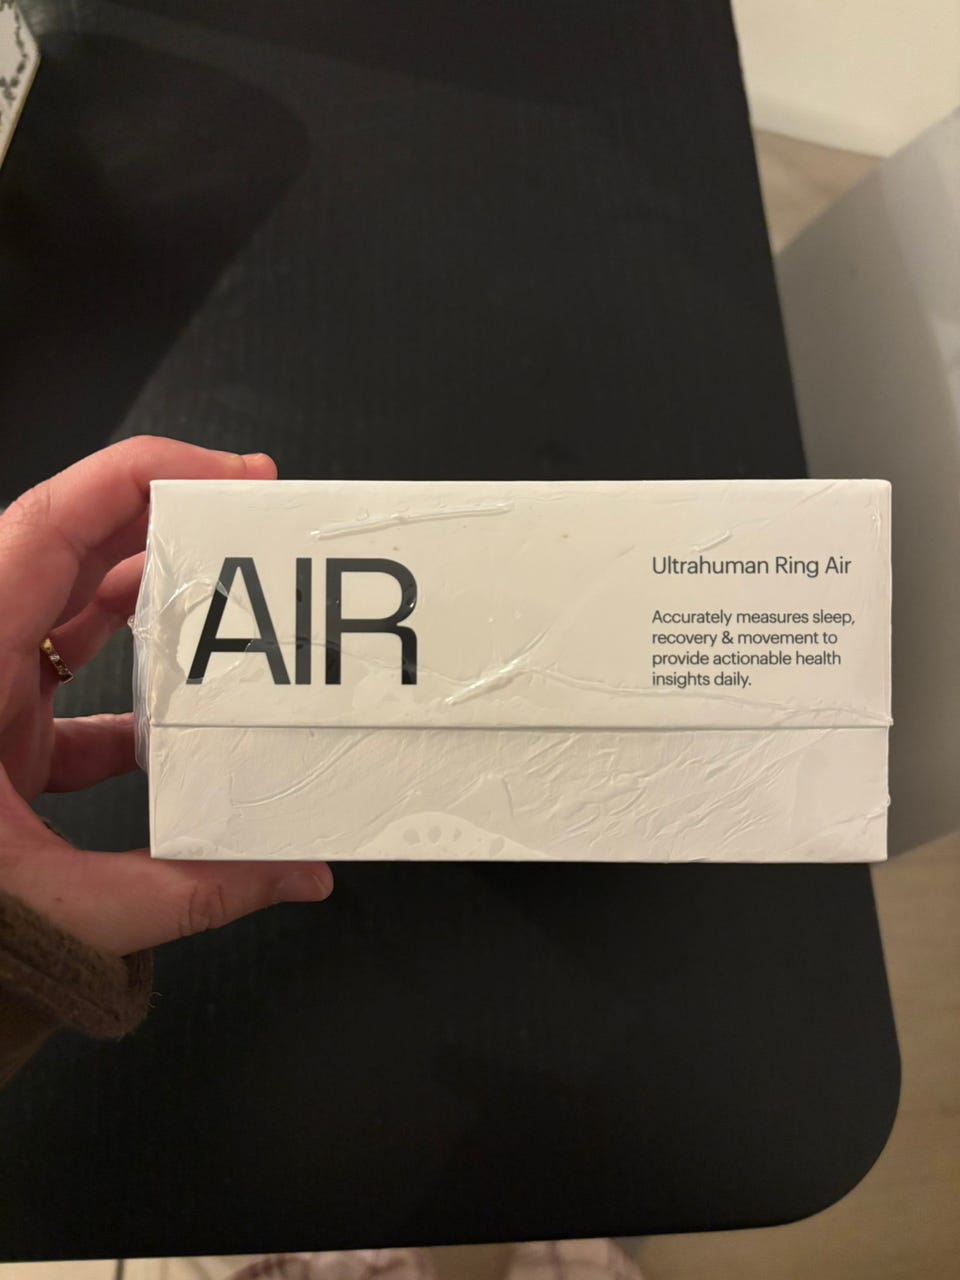 AIR
Ultrahuman Ring Air
Accurately measures sleep,
recovery & movement to
provide actionable health
insights daily.